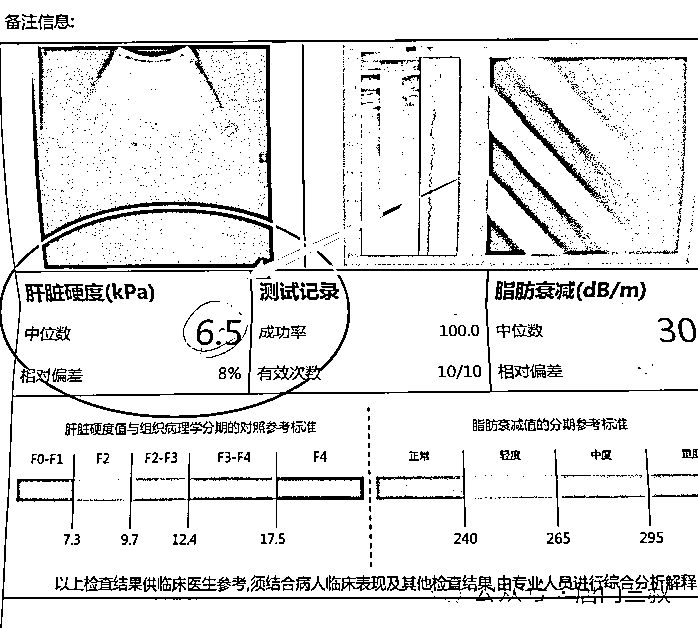 备注信息:
肝脏硬度(kPa) 测试记录 脂肪衰减(dB/m)
中位数 6.5 成功率 100.0 中位数 30
相对偏差 8% 有效次数 10/10 相对偏差
肝脏硬度值与组织病理学分期的对照参考标准 脂肪衰减值的分期参考标准
F0-F1 F2 F2-F3 F3-F4 F4 正常 轻度 中度
7.3 9.7 12.4 17.5 240 265 295
以上检查结果供临床医生参考,须结合病人临床表现及其他检查结果,由专业人员进行综合分析解释